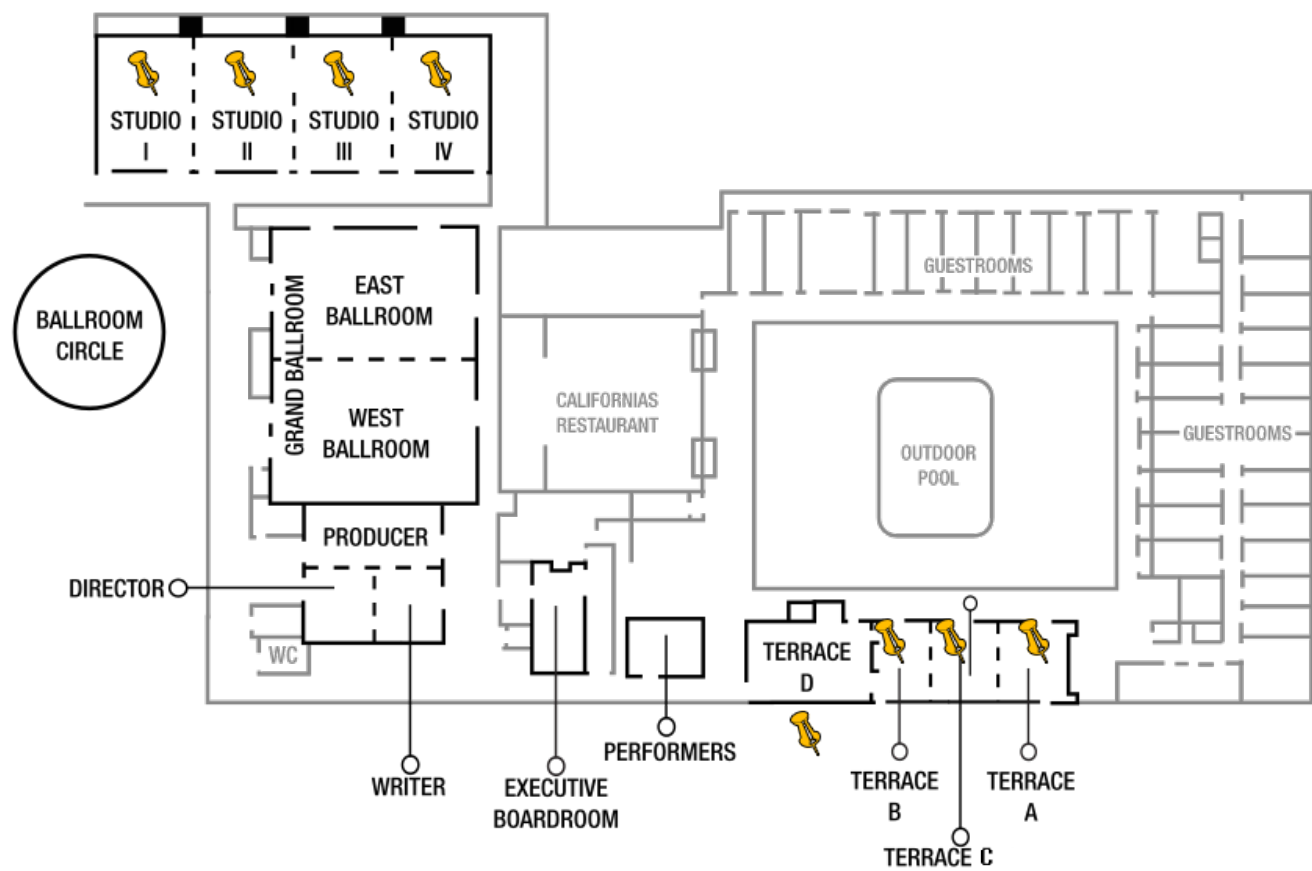 STUDIO
I
STUDIO
II
STUDIO
III
STUDIO
IV
BALLROOM
CIRCLE
GRAND BALLROOM
EAST
BALLROOM
WEST
BALLROOM
GUESTROOMS
CALIFORNIAS
RESTAURANT
OUTDOOR
POOL
GUESTROOMS
PRODUCER
DIRECTOR
WC
TERRACE
D
WRITER
EXECUTIVE
BOARDROOM
PERFORMERS
TERRACE
B
TERRACE
A
TERRACE C